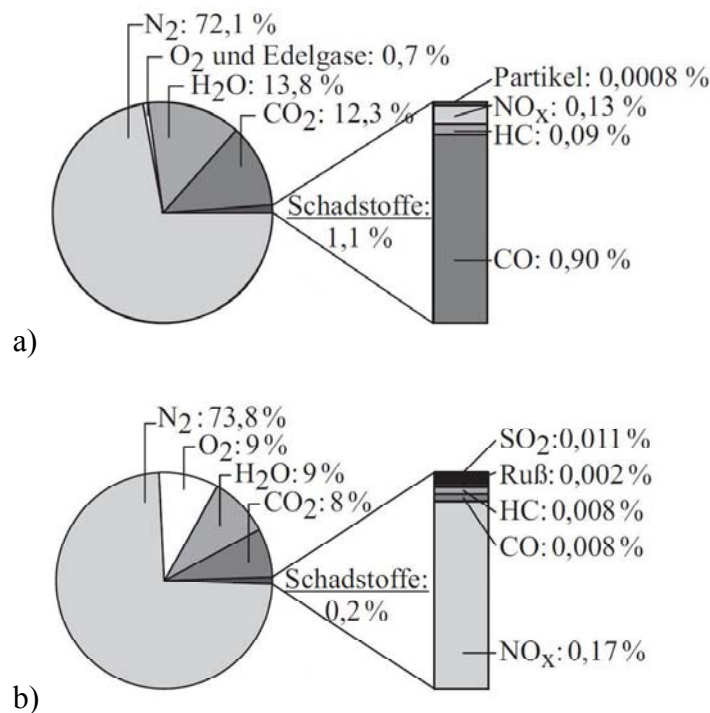 N₂: 72,1 %
O₂ und Edelgase: 0,7 %
H₂O: 13,8 %
CO₂: 12,3 %
Schadstoffe:
1,1 %
Partikel: 0,0008 %
NOₓ: 0,13 %
HC: 0,09 %
CO: 0,90 %
a)
N₂: 73,8 %
O₂: 9%
H₂O: 9%
CO₂: 8 %
Schadstoffe:
0,2 %
SO₂: 0,011 %
Ruß: 0,002 %
HC: 0,008 %
CO: 0,008 %
NOₓ: 0,17 %
b)